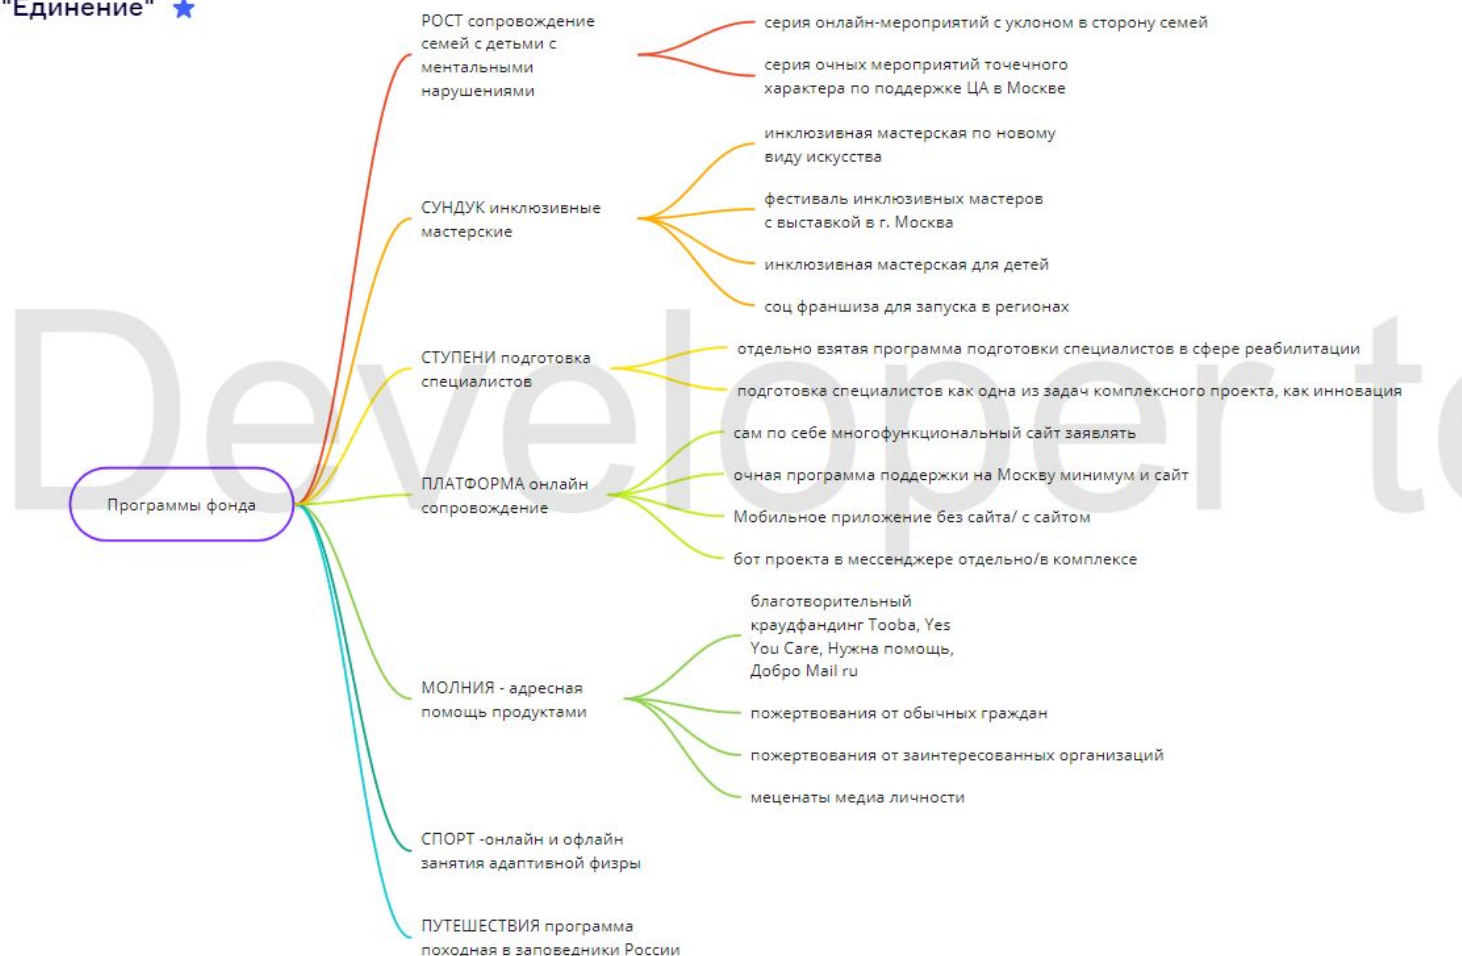 "Единение"
РОСТ сопровождение
семей с детьми с
ментальными
нарушениями
серия онлайн-мероприятий с уклоном в сторону семей
серия очных мероприятий точечного
характера по поддержке ЦА в Москве
СУНДУК инклюзивные
мастерские
инклюзивная мастерская по новому
виду искусства
фестиваль инклюзивных мастеров
с выставкой в г. Москва
инклюзивная мастерская для детей
соц франшиза для запуска в регионах
СТУПЕНИ подготовка
специалистов
отдельно взятая программа подготовки специалистов в сфере реабилитации
подготовка специалистов как одна из задач комплексного проекта, как инновация
Программы фонда
ПЛАТФОРМА онлайн
сопровождение
сам по себе многофункциональный сайт заявлять
очная программа поддержки на Москву минимум и сайт
Мобильное приложение без сайта/ с сайтом
бот проекта в мессенджере отдельно/в комплексе
МОЛНИЯ - адресная
помощь продуктами
благотворительный
краудфандинг Tooba, Yes
You Care, Нужна помощь,
Добро Mail ru
пожертвования от обычных граждан
пожертвования от заинтересованных организаций
меценаты медиа личности
СПОРТ -онлайн и офлайн
занятия адаптивной физры
ПУТЕШЕСТВИЯ программа
походная в заповедники России
Developer